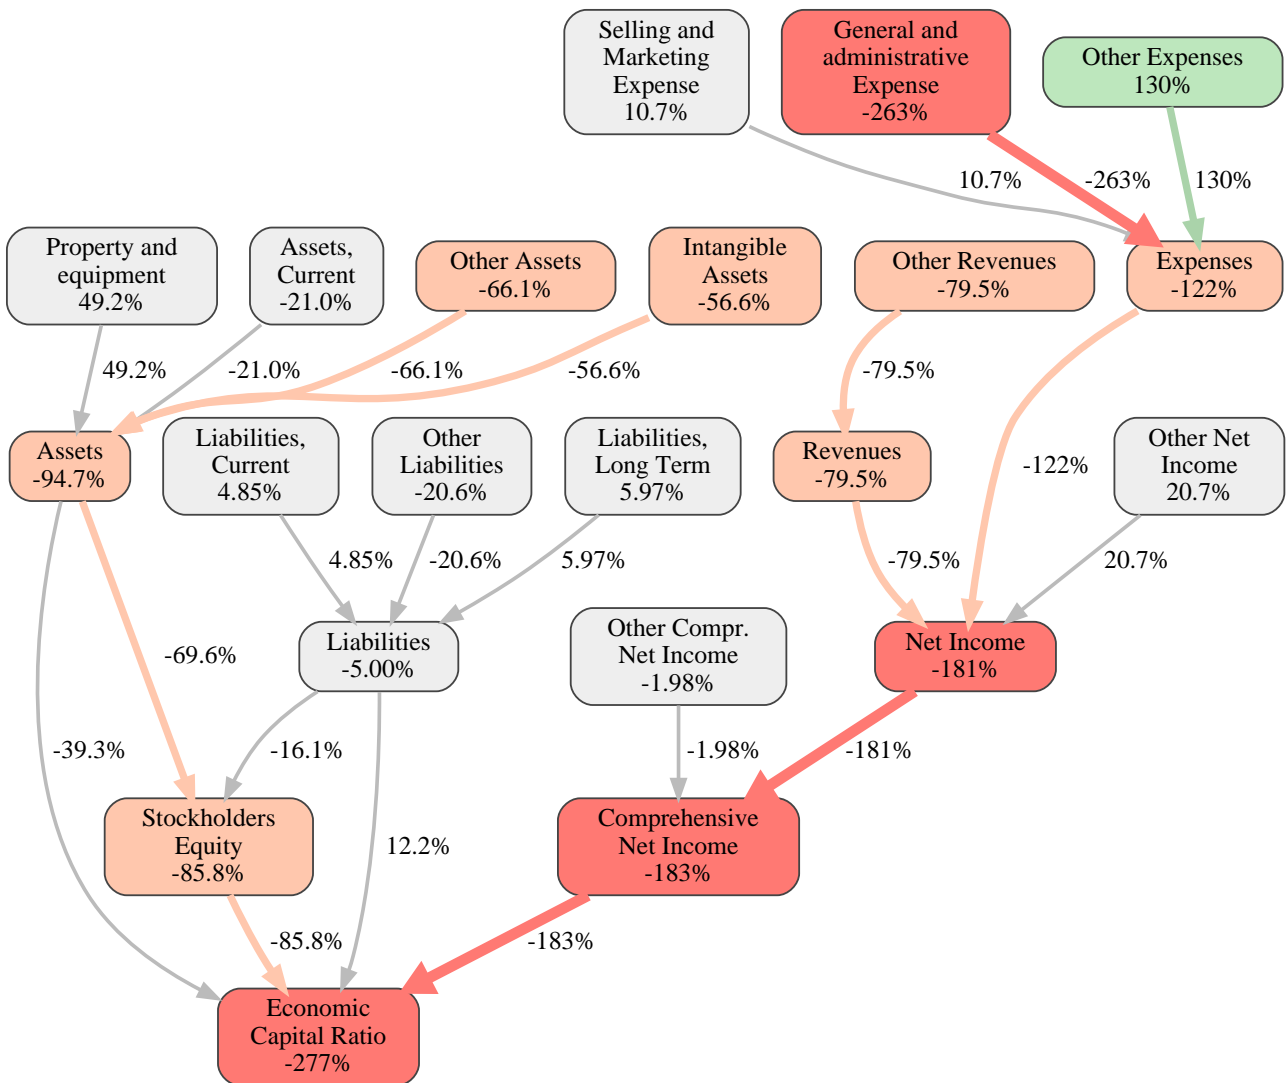 Selling and
Marketing
Expense
10.7%
General and
administrative
Expense
-263%
Other Expenses
130%
10.7%
-263%
130%
Property and
equipment
49.2%
Assets,
Current
-21.0%
Other Assets
-66.1%
Intangible
Assets
-56.6%
Other Revenues
-79.5%
Expenses
-122%
49.2%
-21.0%
-66.1%
-56.6%
-79.5%
Assets
-94.7%
Liabilities,
Current
4.85%
Other
Liabilities
-20.6%
Liabilities,
Long Term
5.97%
Revenues
-79.5%
-122%
Other Net
Income
20.7%
4.85%
-20.6%
5.97%
-79.5%
20.7%
-69.6%
Liabilities
-5.00%
Other Compr.
Net Income
-1.98%
Net Income
-181%
-39.3%
-16.1%
-1.98%
-181%
Stockholders
Equity
-85.8%
12.2%
Comprehensive
Net Income
-183%
-85.8%
-183%
Economic
Capital Ratio
-277%